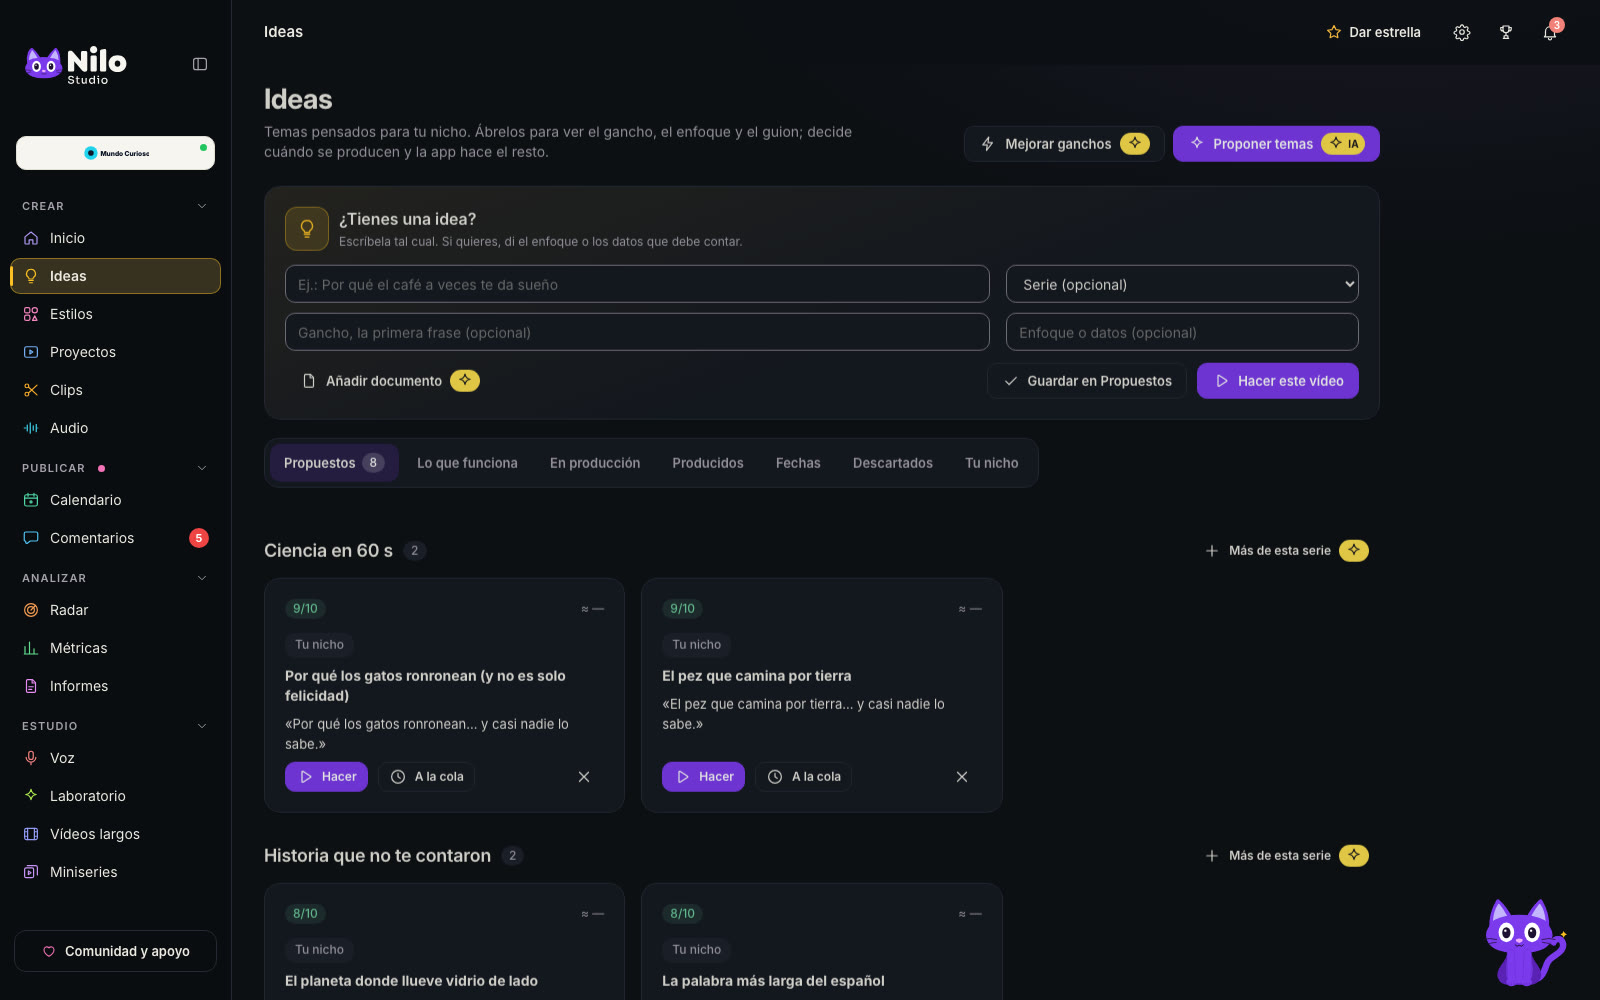 Nilo
Studio
Mundo Curioso
CREAR
Inicio
Ideas
Estilos
Proyectos
Clips
Audio
PUBLICAR
Calendario
Comentarios 5
ANALIZAR
Radar
Métricas
Informes
ESTUDIO
Voz
Laboratorio
Vídeos largos
Miniseries
Comunidad y apoyo
Ideas
Dar estrella
3
Ideas
Temas pensados para tu nicho. Ábrelos para ver el gancho, el enfoque y el guion; decide
cuándo se producen y la app hace el resto.
Mejorar ganchos
Proponer temas IA
¿Tienes una idea?
Escríbela tal cual. Si quieres, di el enfoque o los datos que debe contar.
Ej.: Por qué el café a veces te da sueño
Serie (opcional)
Gancho, la primera frase (opcional)
Enfoque o datos (opcional)
Añadir documento
Guardar en Propuestos
Hacer este vídeo
Propuestos 8
Lo que funciona
En producción
Producidos
Fechas
Descartados
Tu nicho
Ciencia en 60 s 2
Más de esta serie
9/10 ≈ —
Tu nicho
Por qué los gatos ronronean (y no es solo
felicidad)
«Por qué los gatos ronronean... y casi nadie lo
sabe.»
Hacer
A la cola
9/10 ≈ —
Tu nicho
El pez que camina por tierra
«El pez que camina por tierra... y casi nadie lo
sabe.»
Hacer
A la cola
Historia que no te contaron 2
Más de esta serie
8/10 ≈ —
Tu nicho
El planeta donde llueve vidrio de lado
8/10 ≈ —
Tu nicho
La palabra más larga del español